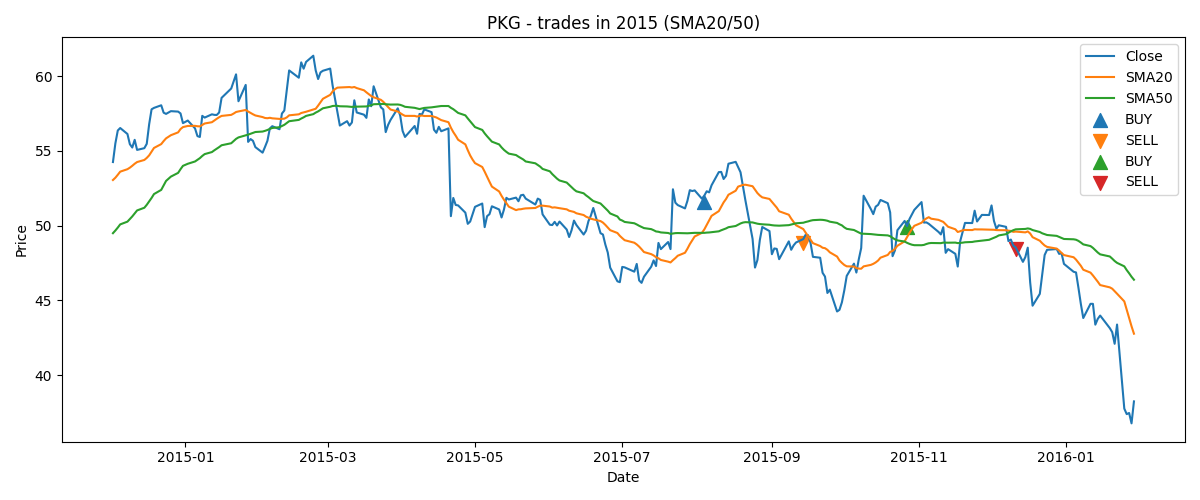 PKG - trades in 2015 (SMA20/50)
Close
SMA20
SMA50
BUY
SELL
BUY
SELL
Price
60
55
50
45
40
2015-01 2015-03 2015-05 2015-07 2015-09 2015-11 2016-01
Date